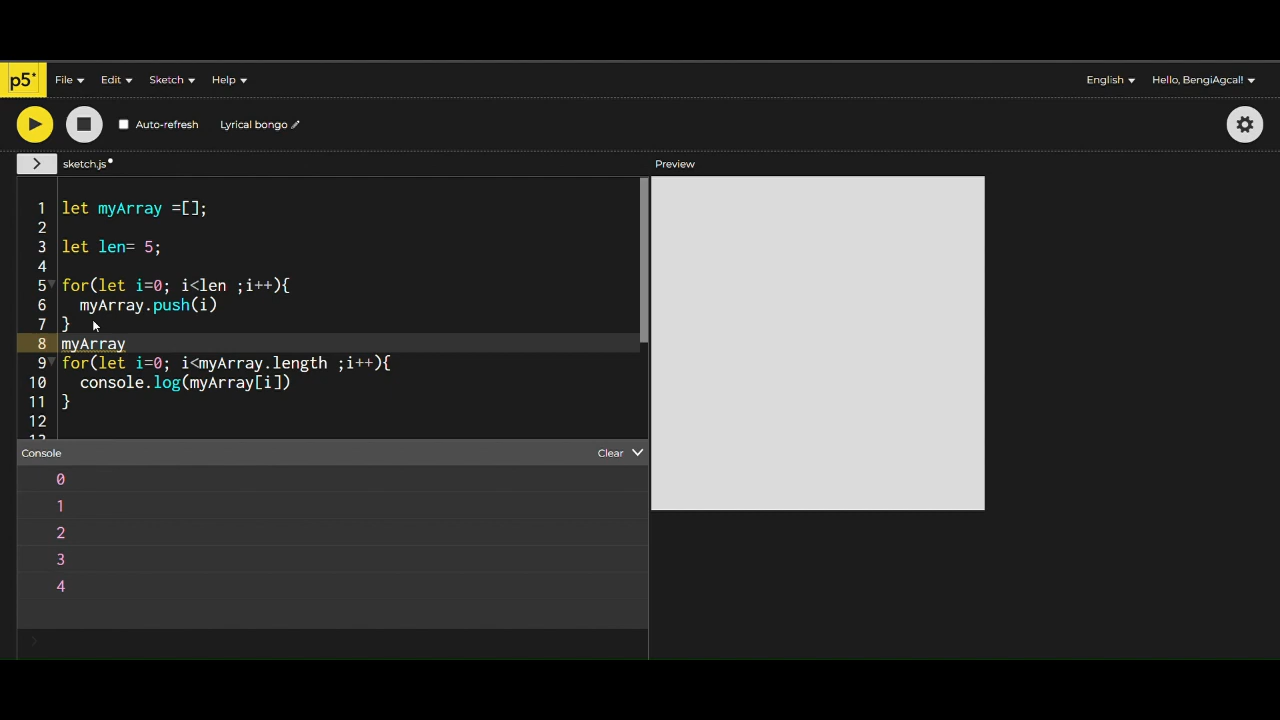 p5* File Edit Sketch Help English Hello, BengiAgcal!
Auto-refresh Lyrical bongo
> sketch.js Preview
1 let myArray =[];
2
3 let len= 5;
4
5 for(let i=0; i<len ;i++){
6 myArray.push(i)
7 }
8 myArray
9 for(let i=0; i<myArray.length ;i++){
10 console.log(myArray[i])
11 }
12
13
Console Clear
0
1
2
3
4
>